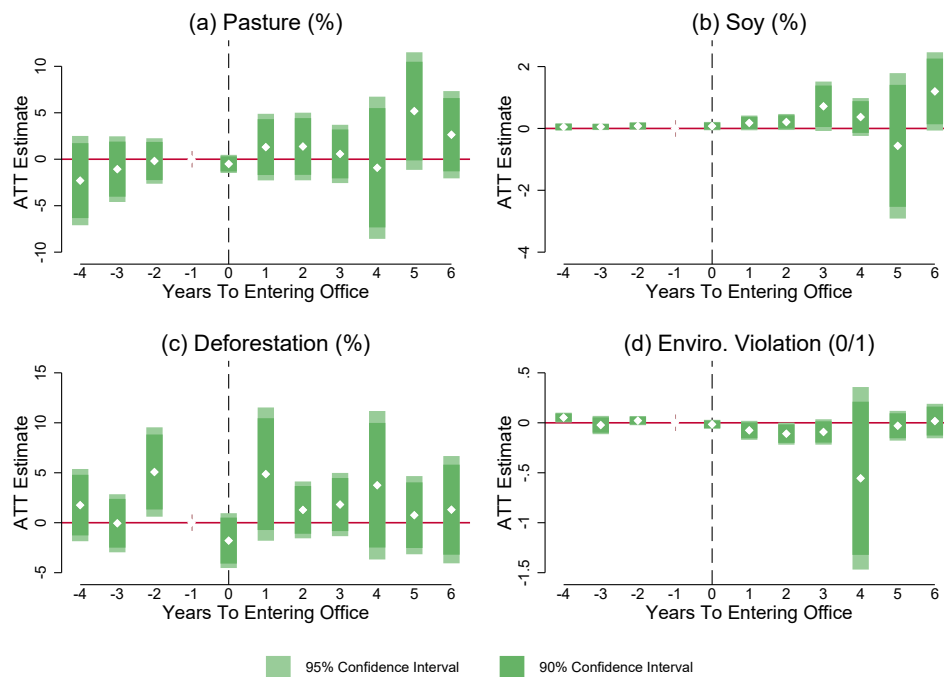 (a) Pasture (%)
ATT Estimate
10
5
0
-5
-10
-4 -3 -2 -1 0 1 2 3 4 5 6
Years To Entering Office
(b) Soy (%)
ATT Estimate
2
0
-2
-4
-4 -3 -2 -1 0 1 2 3 4 5 6
Years To Entering Office
(c) Deforestation (%)
ATT Estimate
15
10
5
0
-5
-4 -3 -2 -1 0 1 2 3 4 5 6
Years To Entering Office
(d) Enviro. Violation (0/1)
ATT Estimate
.5
0
-.5
-1
-1.5
-4 -3 -2 -1 0 1 2 3 4 5 6
Years To Entering Office
95% Confidence Interval
90% Confidence Interval